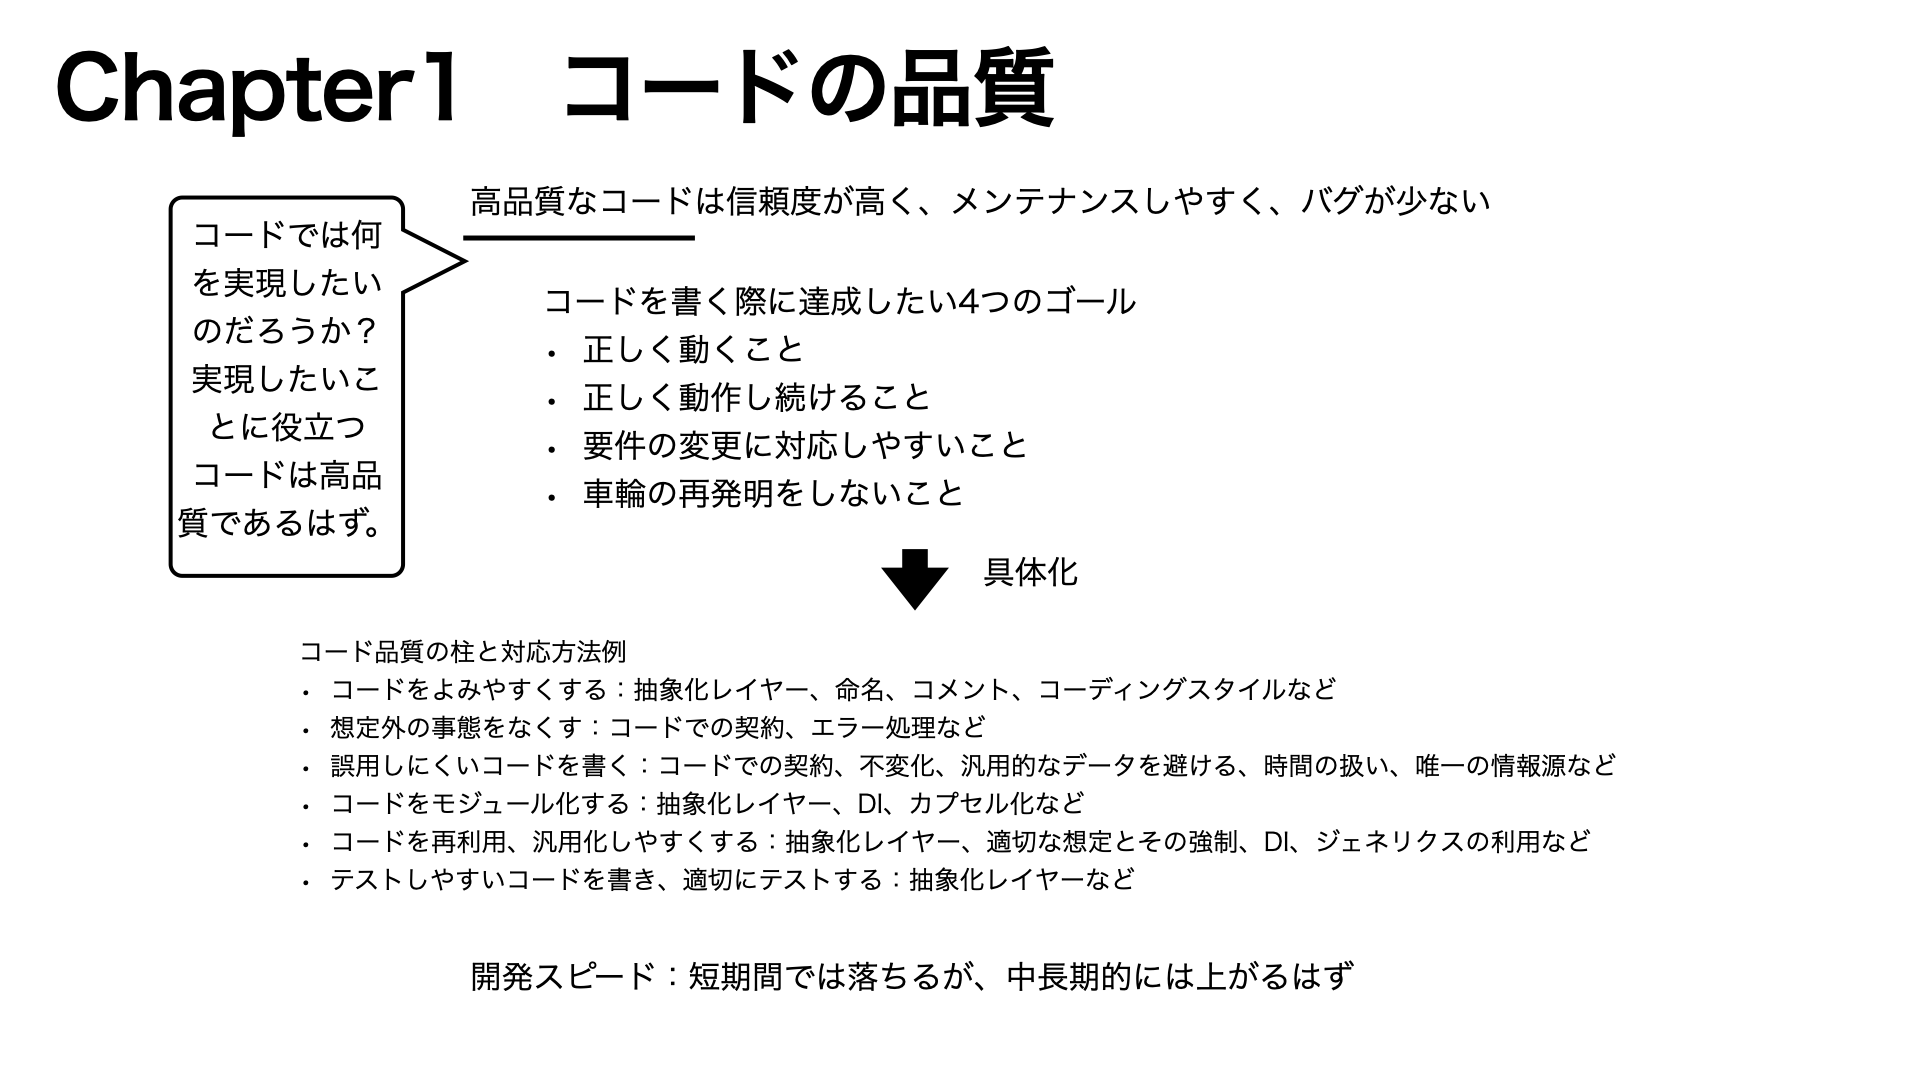 Chapter1　コードの品質
高品質なコードは信頼度が高く、メンテナンスしやすく、バグが少ない
コードでは何
を実現したい
のだろうか？
実現したいこ
とに役立つ
コードは高品
質であるはず。
コードを書く際に達成したい4つのゴール
• 正しく動くこと
• 正しく動作し続けること
• 要件の変更に対応しやすいこと
• 車輪の再発明をしないこと
具体化
コード品質の柱と対応方法例
• コードをよみやすくする：抽象化レイヤー、命名、コメント、コーディングスタイルなど
• 想定外の事態をなくす：コードでの契約、エラー処理など
• 誤用しにくいコードを書く：コードでの契約、不変化、汎用的なデータを避ける、時間の扱い、唯一の情報源など
• コードをモジュール化する：抽象化レイヤー、DI、カプセル化など
• コードを再利用、汎用化しやすくする：抽象化レイヤー、適切な想定とその強制、DI、ジェネリクスの利用など
• テストしやすいコードを書き、適切にテストする：抽象化レイヤーなど
開発スピード：短期間では落ちるが、中長期的には上がるはず